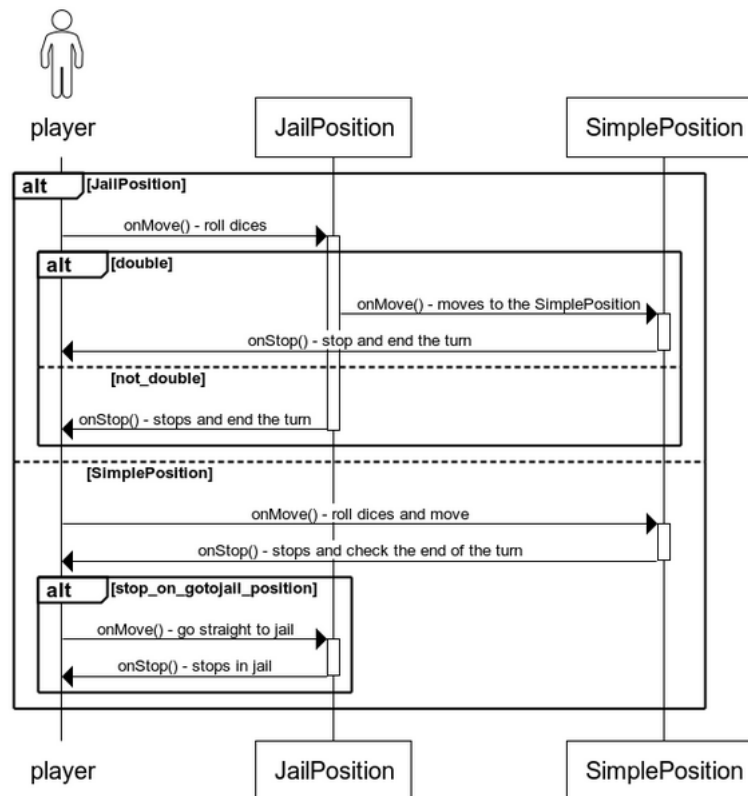 player
JailPosition
SimplePosition
alt [JailPosition]
onMove() - roll dices
alt [double]
onMove() - moves to the SimplePosition
onStop() - stop and end the turn
[not_double]
onStop() - stops and end the turn
[SimplePosition]
onMove() - roll dices and move
onStop() - stops and check the end of the turn
alt [stop_on_gotojail_position]
onMove() - go straight to jail
onStop() - stops in jail
player
JailPosition
SimplePosition